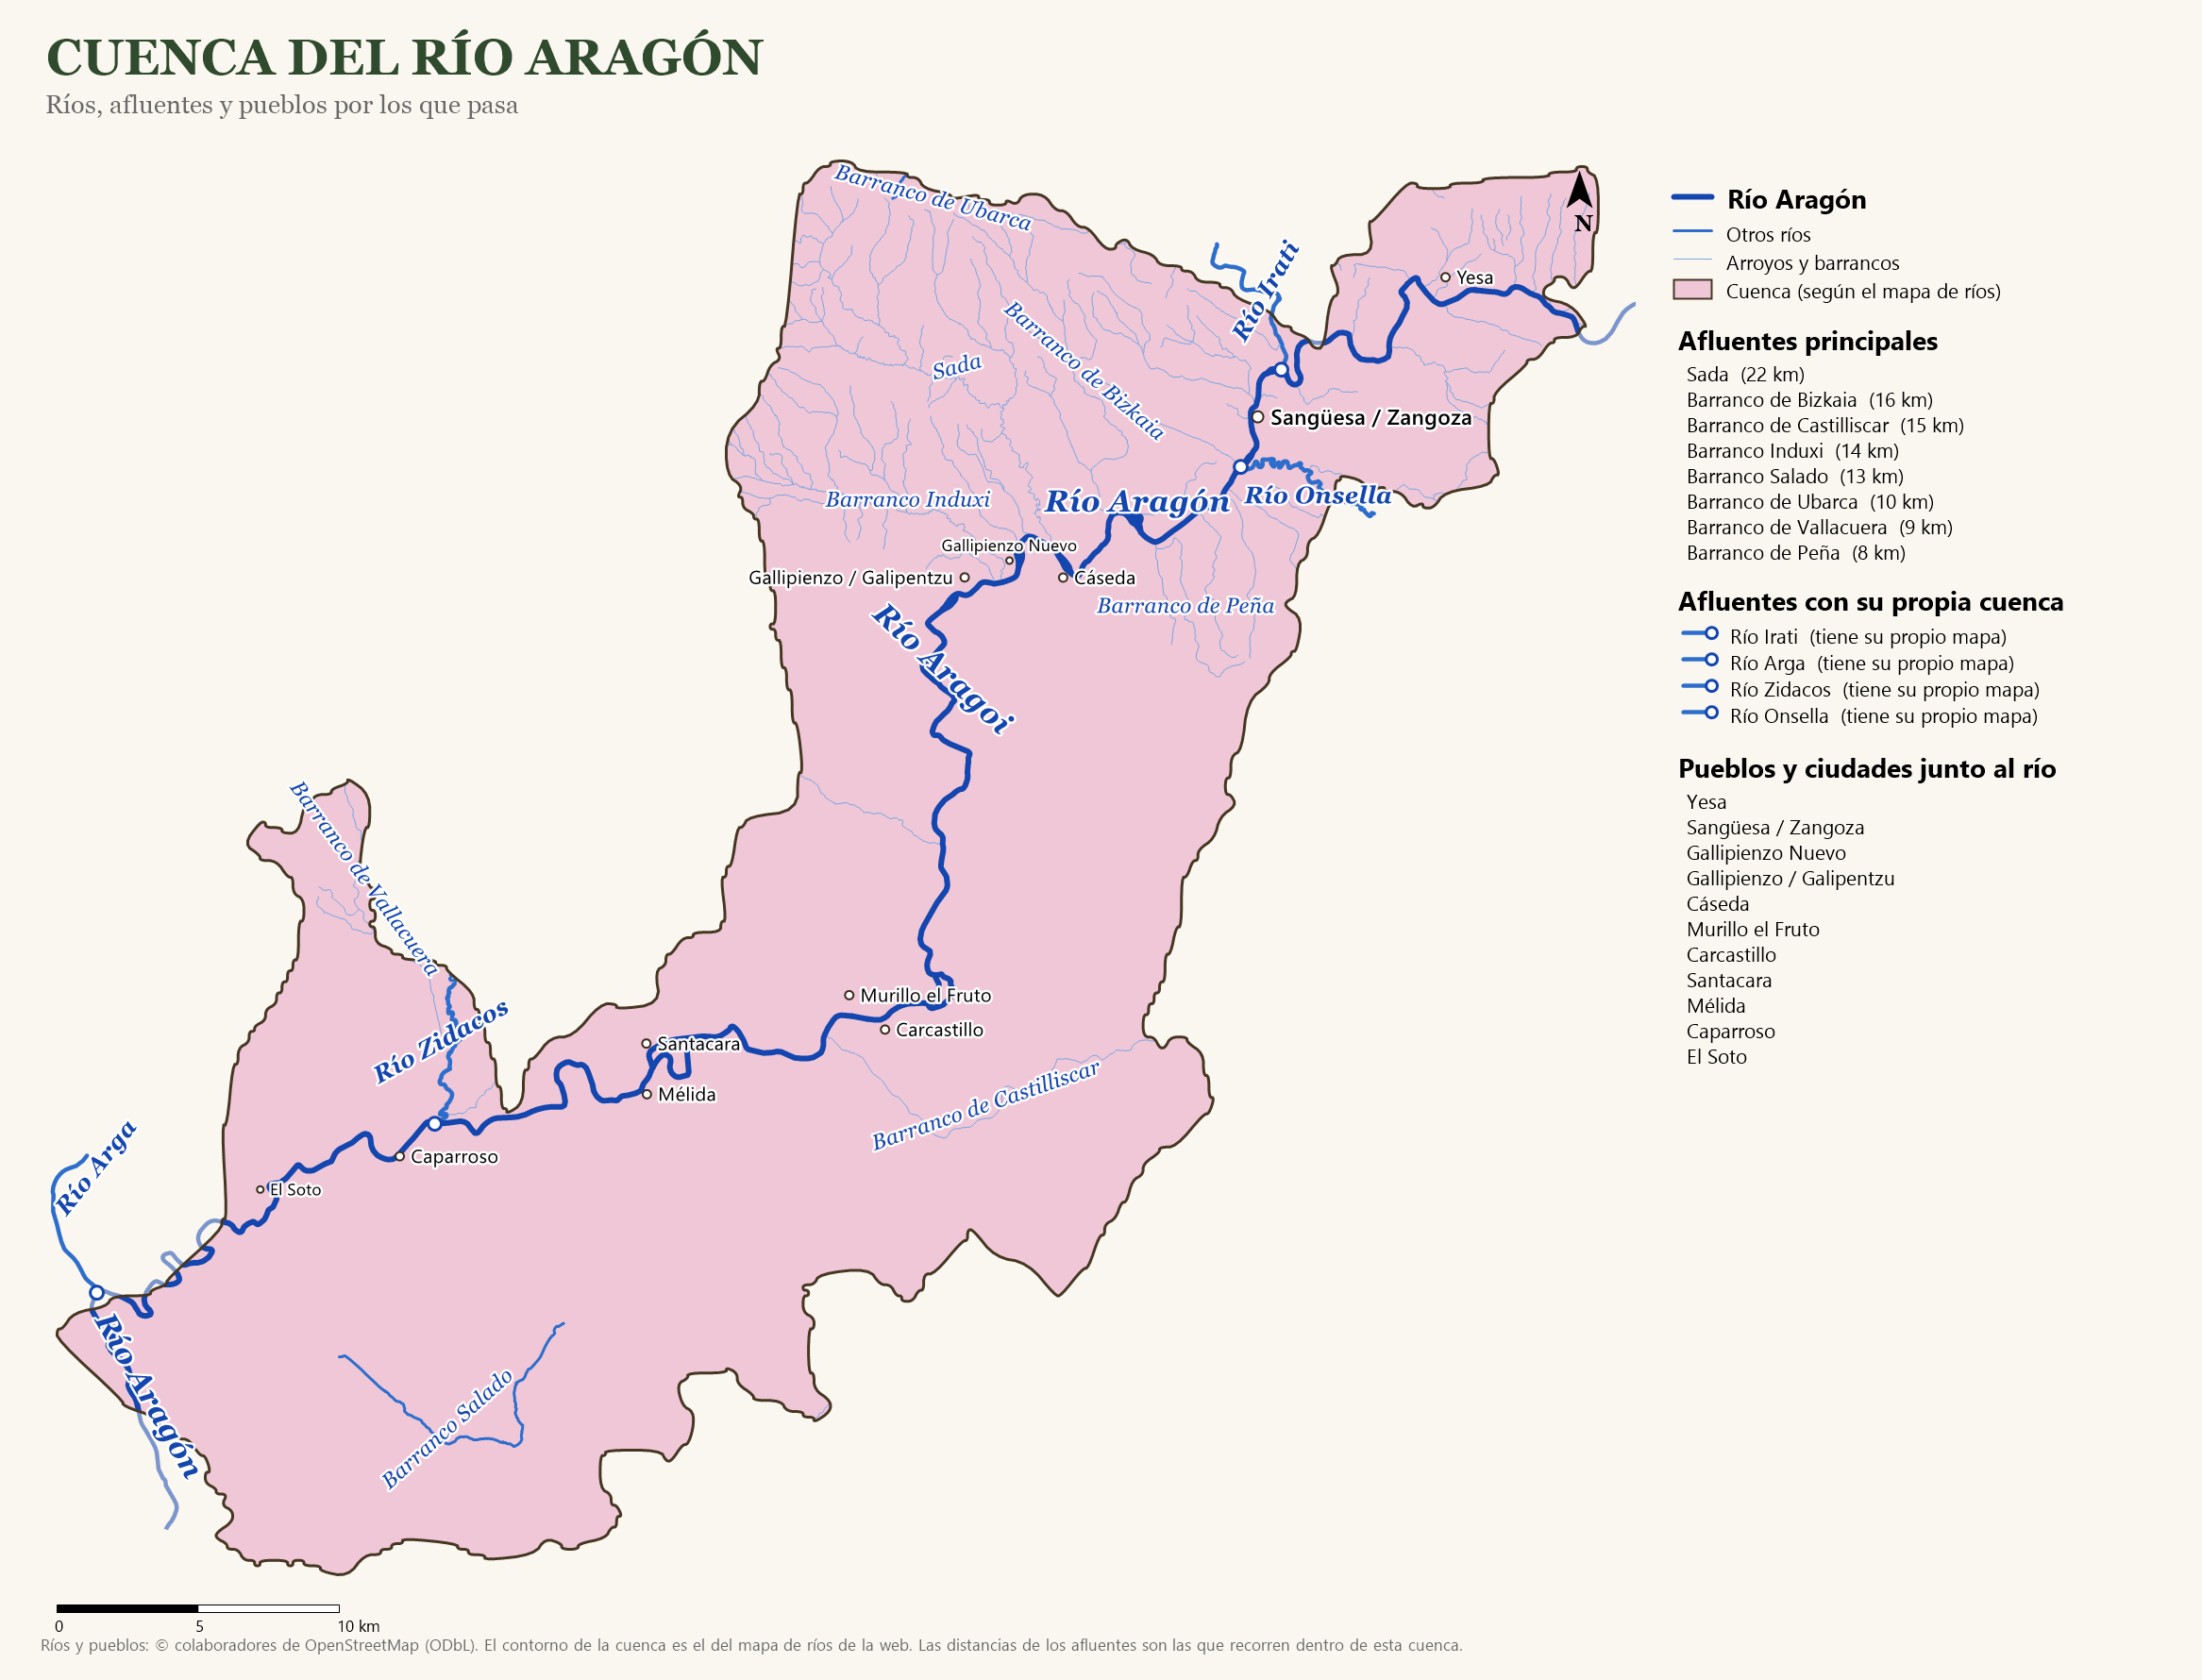 CUENCA DEL RÍO ARAGÓN
Ríos, afluentes y pueblos por los que pasa
Barranco de Ubarca
Río Irati
N
Yesa
Barranco de Bizkaia
Sada
Sangüesa / Zangoza
Barranco Induxi
Río Aragón
Río Onsella
Gallipienzo Nuevo
Gallipienzo / Galipentzu
Cáseda
Barranco de Peña
Río Aragoi
Barranco de Vallacuera
Río Zidacos
Murillo el Fruto
Carcastillo
Santacara
Mélida
Barranco de Castilliscar
Caparroso
El Soto
Río Arga
Río Aragón
Barranco Salado
Río Aragón
Otros ríos
Arroyos y barrancos
Cuenca (según el mapa de ríos)
Afluentes principales
Sada (22 km)
Barranco de Bizkaia (16 km)
Barranco de Castilliscar (15 km)
Barranco Induxi (14 km)
Barranco Salado (13 km)
Barranco de Ubarca (10 km)
Barranco de Vallacuera (9 km)
Barranco de Peña (8 km)
Afluentes con su propia cuenca
Río Irati (tiene su propio mapa)
Río Arga (tiene su propio mapa)
Río Zidacos (tiene su propio mapa)
Río Onsella (tiene su propio mapa)
Pueblos y ciudades junto al río
Yesa
Sangüesa / Zangoza
Gallipienzo Nuevo
Gallipienzo / Galipentzu
Cáseda
Murillo el Fruto
Carcastillo
Santacara
Mélida
Caparroso
El Soto
0 5 10 km
Ríos y pueblos: © colaboradores de OpenStreetMap (ODbL). El contorno de la cuenca es el del mapa de ríos de la web. Las distancias de los afluentes son las que recorren dentro de esta cuenca.